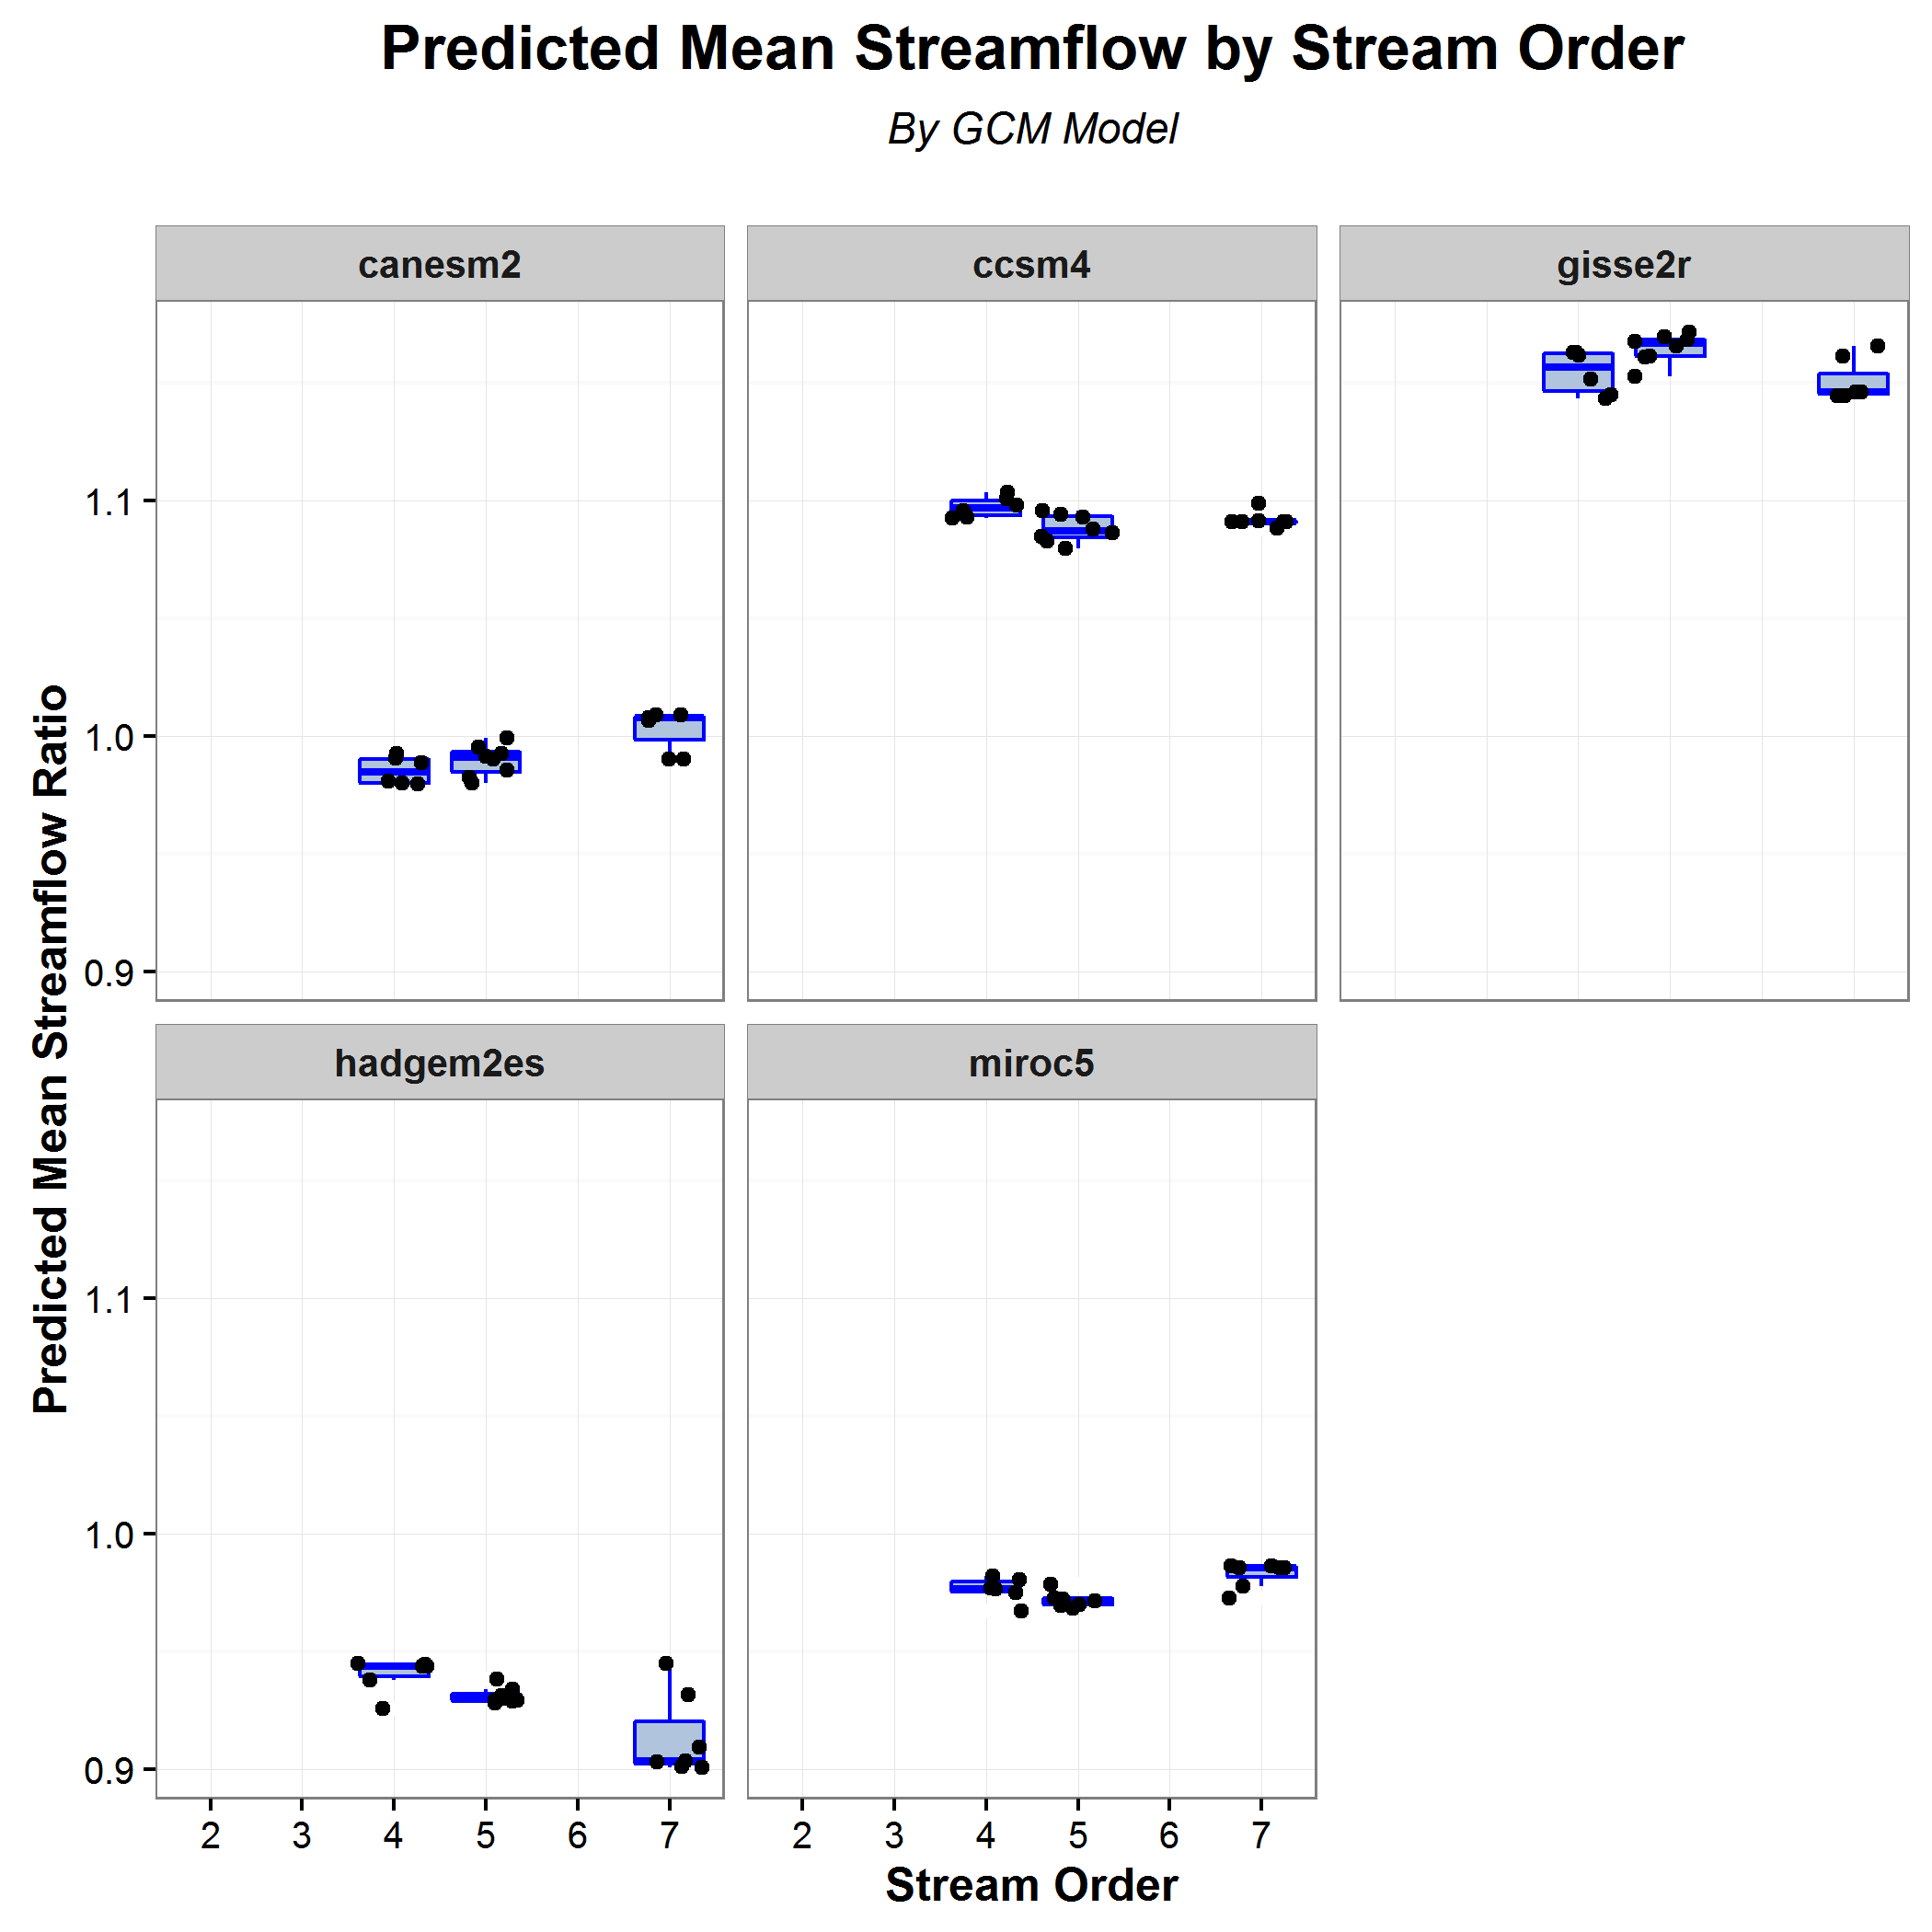 Predicted Mean Streamflow by Stream Order
By GCM Model
canesm2
ccsm4
gisse2r
1.1
1.0
0.9
hadgem2es
miroc5
1.1
1.0
0.9
2 3 4 5 6 7
2 3 4 5 6 7
Stream Order
Predicted Mean Streamflow Ratio